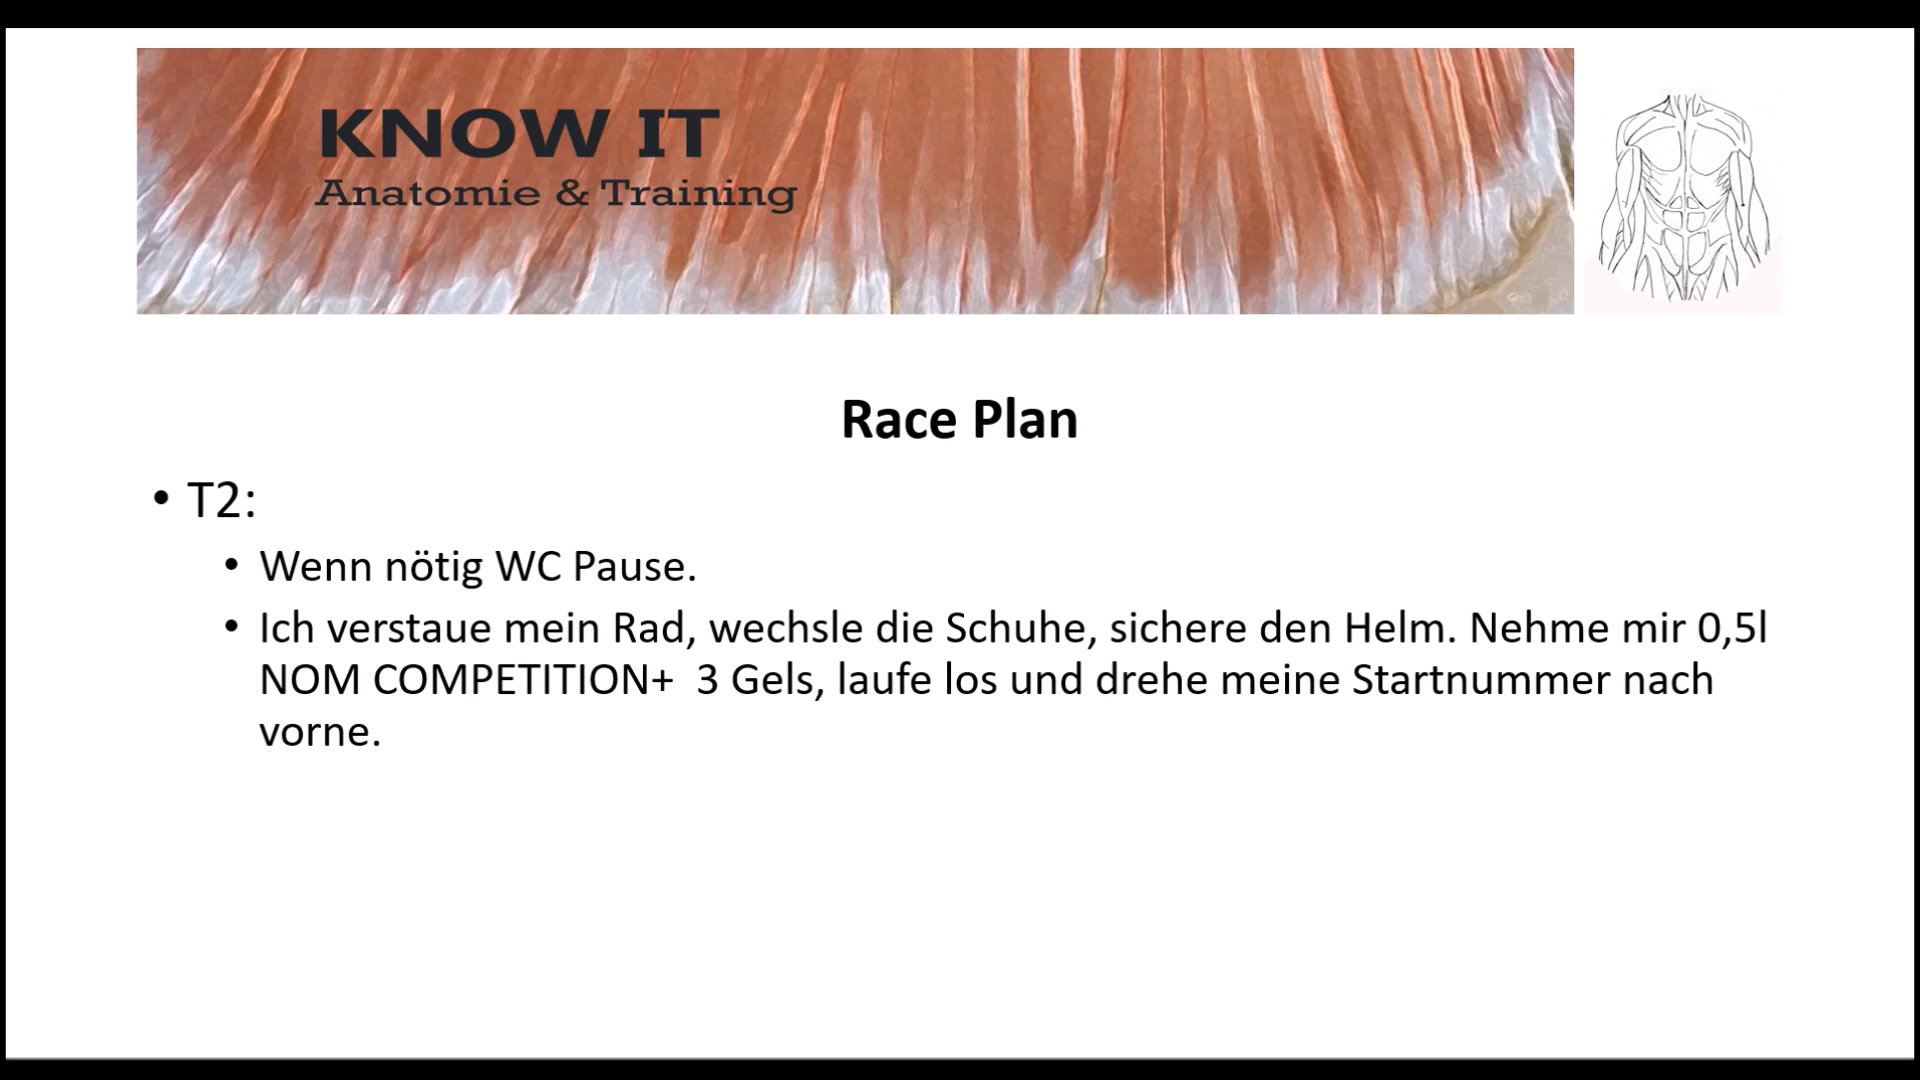 KNOW IT
Anatomie & Training
Race Plan
• T2:
• Wenn nötig WC Pause.
• Ich verstaue mein Rad, wechsle die Schuhe, sichere den Helm. Nehme mir 0,5l
NOM COMPETITION+  3 Gels, laufe los und drehe meine Startnummer nach
vorne.